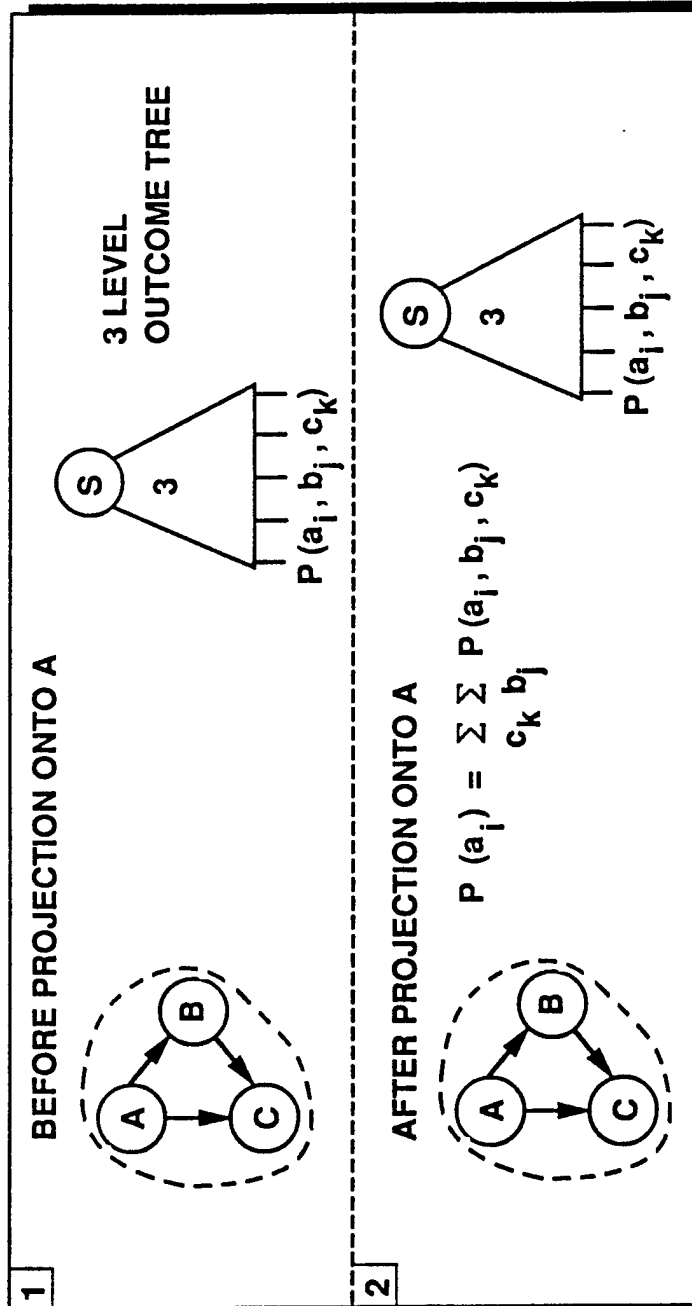 1
BEFORE PROJECTION ONTO A
A
B
C
S
3
3 LEVEL
OUTCOME TREE
P (a_i, b_j, c_k)
2
AFTER PROJECTION ONTO A
A
B
C
P (a_i) = Σ Σ P (a_i, b_j, c_k)
c_k b_j
S
3
P (a_i, b_j, c_k)